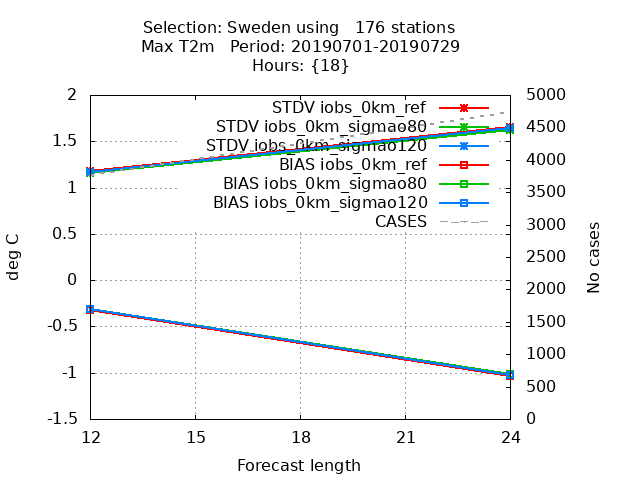 Selection: Sweden using   176 stations
Max T2m   Period: 20190701-20190729
Hours: {18}
2
1.5
1
0.5
0
-0.5
-1
-1.5
deg C
STDV iobs_0km_ref
STDV iobs_0km_sigmao80
STDV iobs_0km_sigmao120
BIAS iobs_0km_ref
BIAS iobs_0km_sigmao80
BIAS iobs_0km_sigmao120
CASES
5000
4500
4000
3500
3000
2500
2000
1500
1000
500
0
No cases
12 15 18 21 24
Forecast length